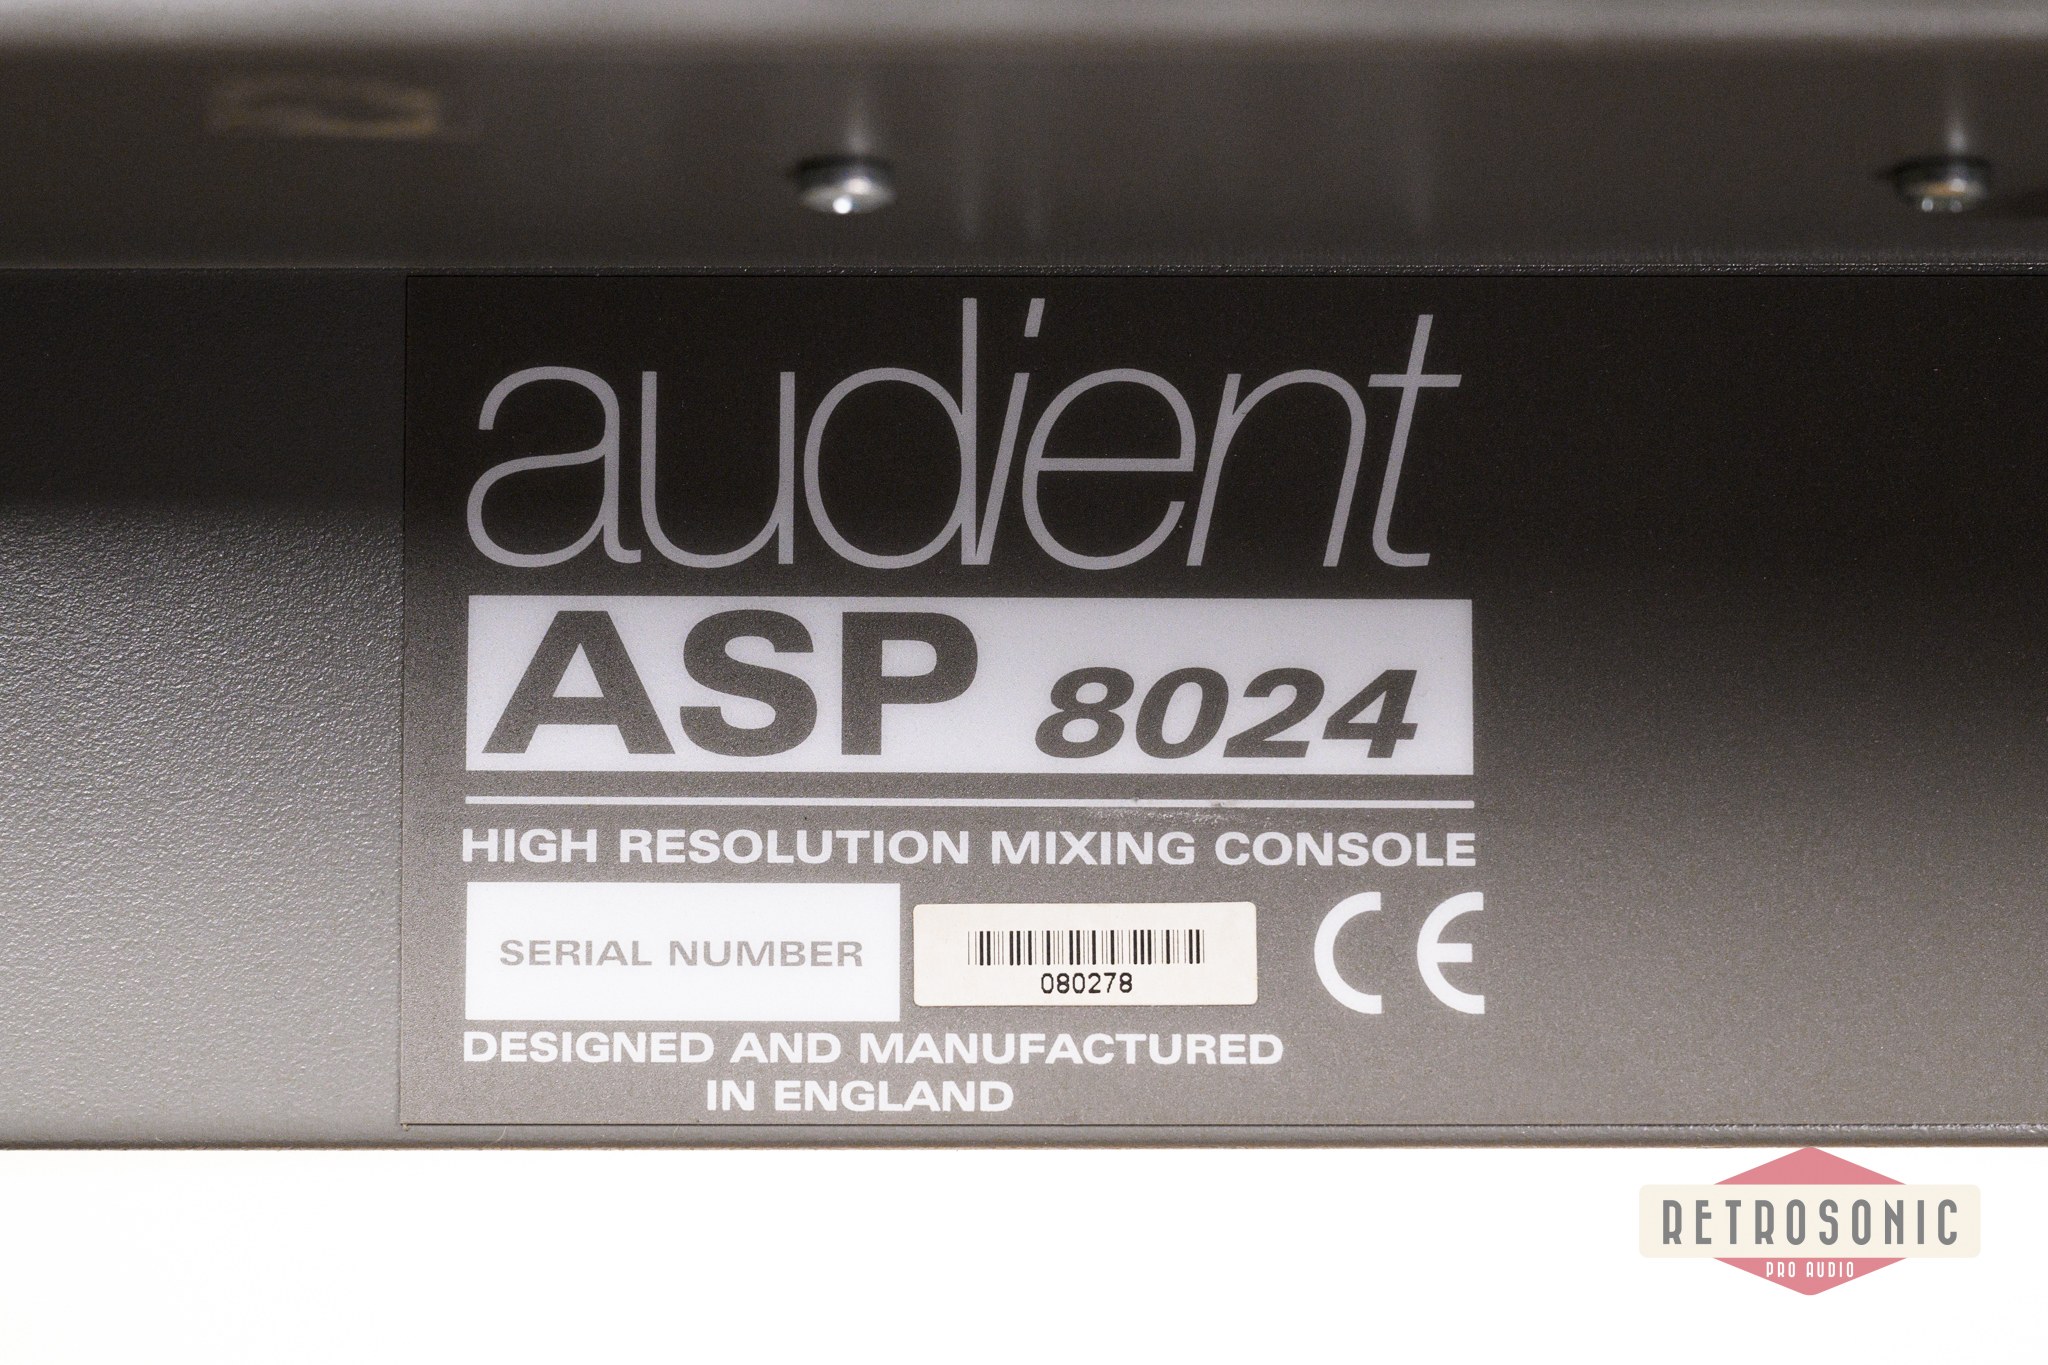 audient
ASP 8024
HIGH RESOLUTION MIXING CONSOLE
SERIAL NUMBER
080278
CE
DESIGNED AND MANUFACTURED
IN ENGLAND
RETROSONIC
PRO AUDIO